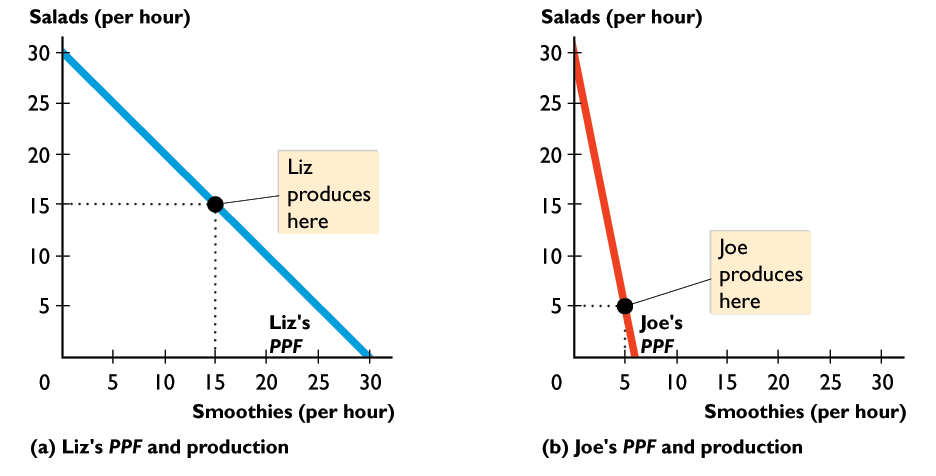 Salads (per hour)
30
25
20
15
10
5
0
5
10
15
20
25
30
Smoothies (per hour)
Liz
produces
here
Liz's
PPF
(a) Liz's PPF and production
Salads (per hour)
30
25
20
15
10
5
0
5
10
15
20
25
30
Smoothies (per hour)
Joe
produces
here
Joe's
PPF
(b) Joe's PPF and production